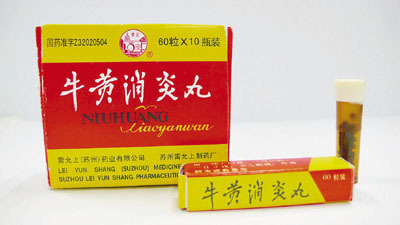 国药准字Z32020504
60粒×10瓶装
牛黄消炎丸
NIUHUANG
Xiaoyanwan
雷允上(苏州)药业有限公司 苏州雷允上制药厂
LEI YUN SHANG (SUZHOU) MEDICINE
SUZHOU LEI YUN SHANG PHARMACEUTICA
牛黄消炎丸
60粒装